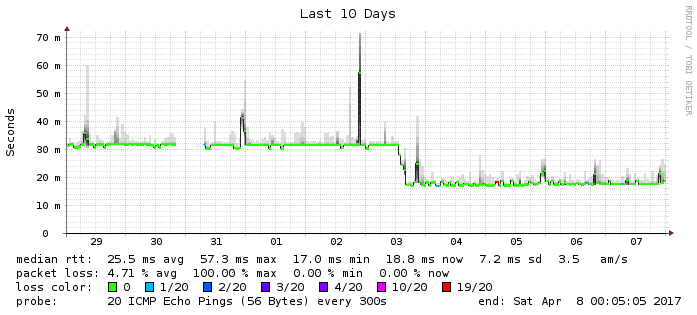 Last 10 Days
RRDTOOL / TOBI OETIKER
Seconds
70 m
60 m
50 m
40 m
30 m
20 m
10 m
0
29 30 31 01 02 03 04 05 06 07
median rtt: 25.5 ms avg 57.3 ms max 17.0 ms min 18.8 ms now 7.2 ms sd 3.5 am/s
packet loss: 4.71 % avg 100.00 % max 0.00 % min 0.00 % now
loss color: 0 1/20 2/20 3/20 4/20 10/20 19/20
probe: 20 ICMP Echo Pings (56 Bytes) every 300s end: Sat Apr 8 00:05:05 2017